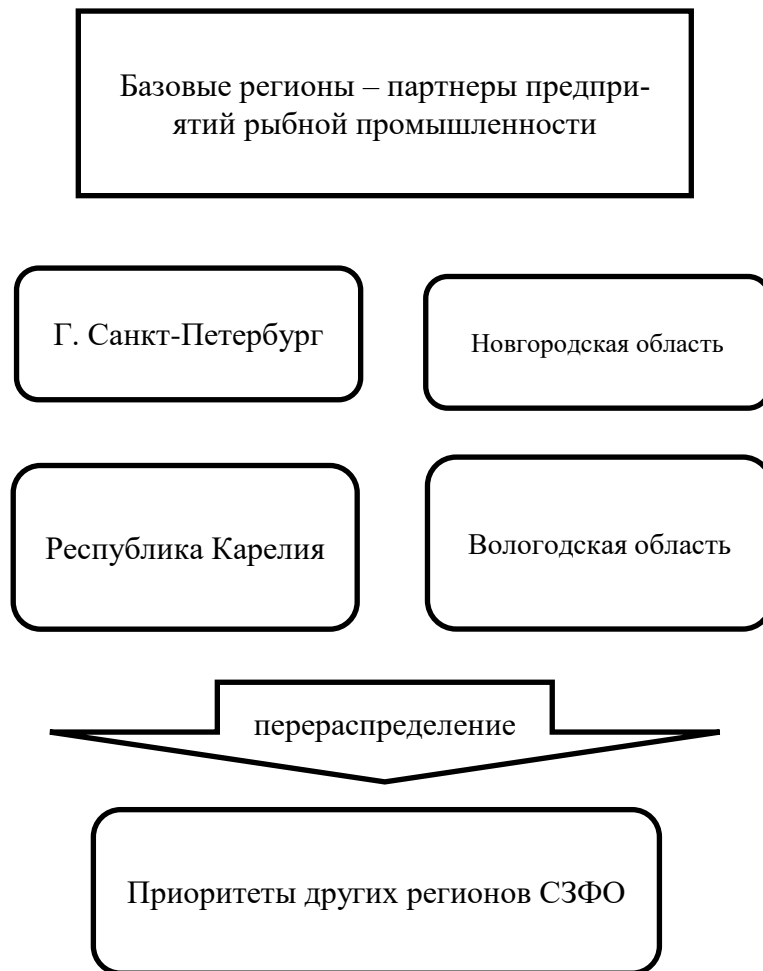 Базовые регионы – партнеры предпри-
ятий рыбной промышленности
Г. Санкт-Петербург
Новгородская область
Республика Карелия
Вологодская область
перераспределение
Приоритеты других регионов СЗФО